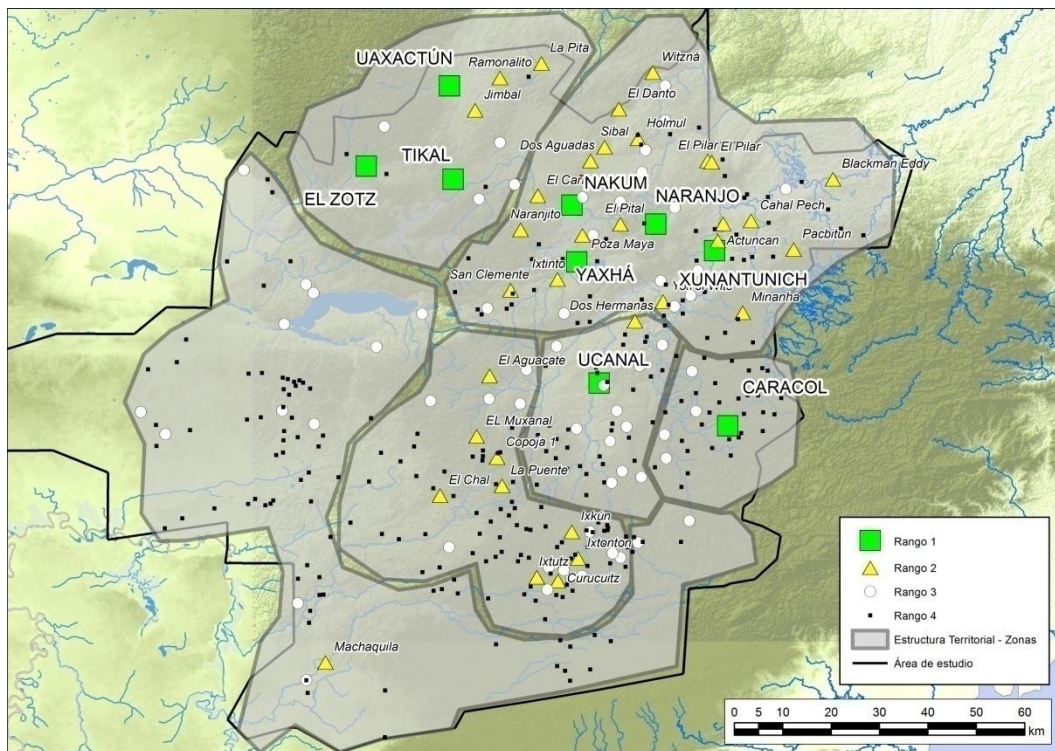 UAXACTÚN
La Pita
Ramonalito
Jimbal
Witzná
El Danto
TIKAL
EL ZOTZ
Sibal
Holmul
Dos Aguadas
El Pilar
El Pilar
Blackman Eddy
NAKUM
NARANJO
Naranjito
El Pital
Cahal Pech
Poza Maya
Actuncan
Pacbitun
Ixtinto
San Clemente
YAXHÁ
XUNANTUNICH
Dos Hermanas
Minanha
El Aguacate
UCANAL
CARACOL
EL Muxanal
Copoja 1
El Chal
La Puente
Ixkún
Ixtonton
Ixtutz
Curucuitz
Machaquila
Rango 1
Rango 2
Rango 3
Rango 4
Estructura Territorial - Zonas
Área de estudio
0 5 10 20 30 40 50 60
km